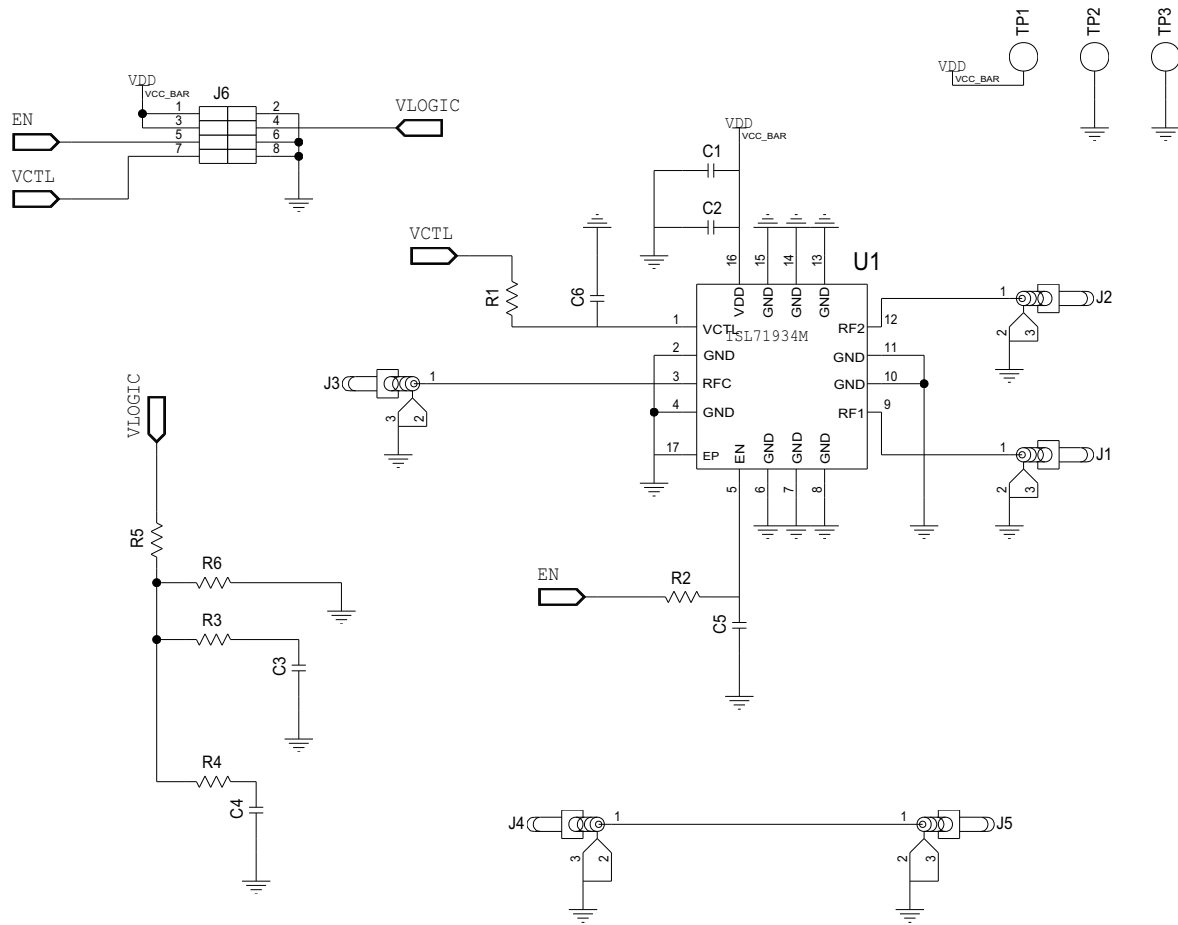 TP1
TP2
TP3
VDD
VCC_BAR
VDD
VCC_BAR
J6
1
2
VLOGIC
3
4
EN
5
6
7
8
VCTL
VDD
VCC_BAR
C1
C2
VCTL
16
15
14
13
U1
R1
C6
VDD
GND
GND
GND
1
VCTL
ISL71934M
RF2
12
1
J2
2
3
2
GND
GND
11
J3
1
3
RFC
GND
10
3
2
4
GND
RF1
9
VLOGIC
17
EP
EN
GND
GND
GND
1
J1
2
3
5
6
7
8
R5
R6
EN
R2
R3
C5
C3
R4
C4
J4
1
1
J5
3
2
2
3